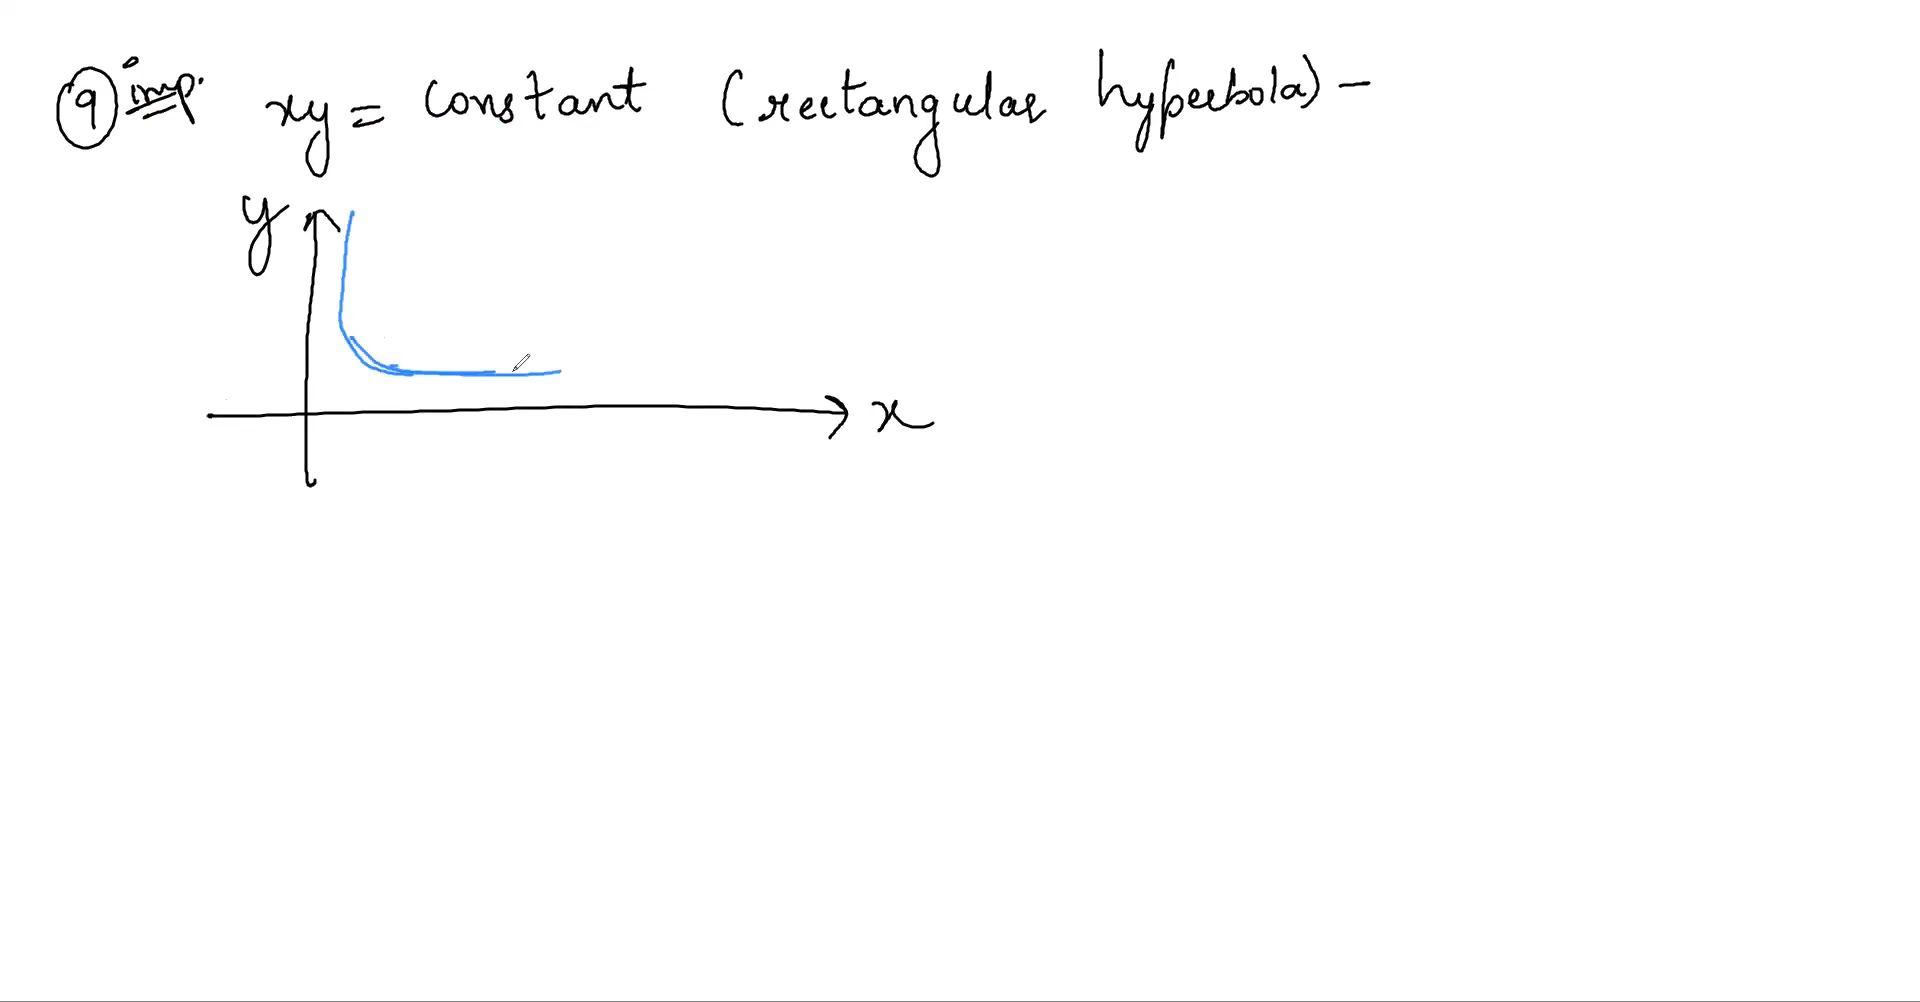 9 imp. xy = constant (rectangular hyperbola) -
y
x